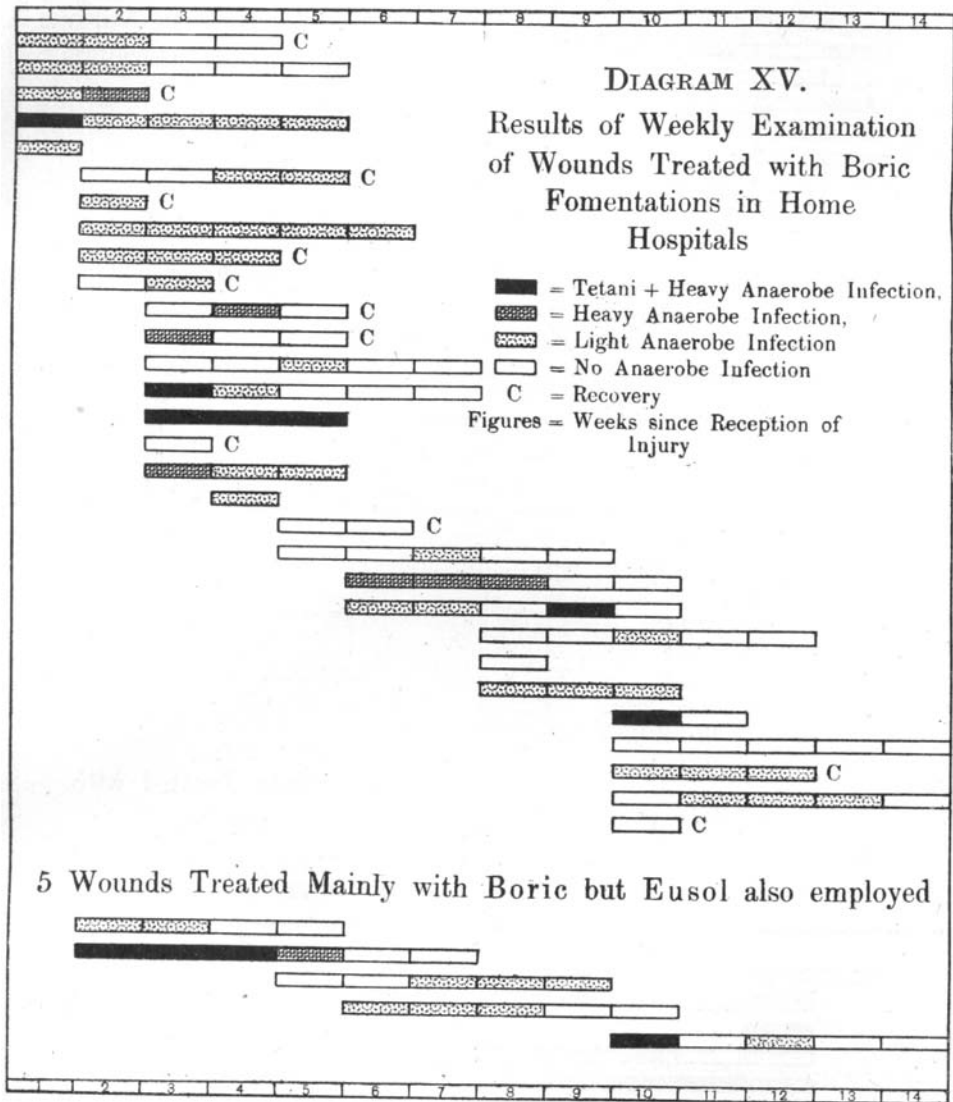 1 2 3 4 5 6 7 8 9 10 11 12 13 14
C
C
C
C
C
C
C
C
C
C
C
C
DIAGRAM XV.
Results of Weekly Examination
of Wounds Treated with Boric
Fomentations in Home
Hospitals
= Tetani + Heavy Anaerobe Infection,
= Heavy Anaerobe Infection,
= Light Anaerobe Infection
= No Anaerobe Infection
C = Recovery
Figures = Weeks since Reception of
Injury
5 Wounds Treated Mainly with Boric but Eusol also employed
1 2 3 4 5 6 7 8 9 10 11 12 13 14